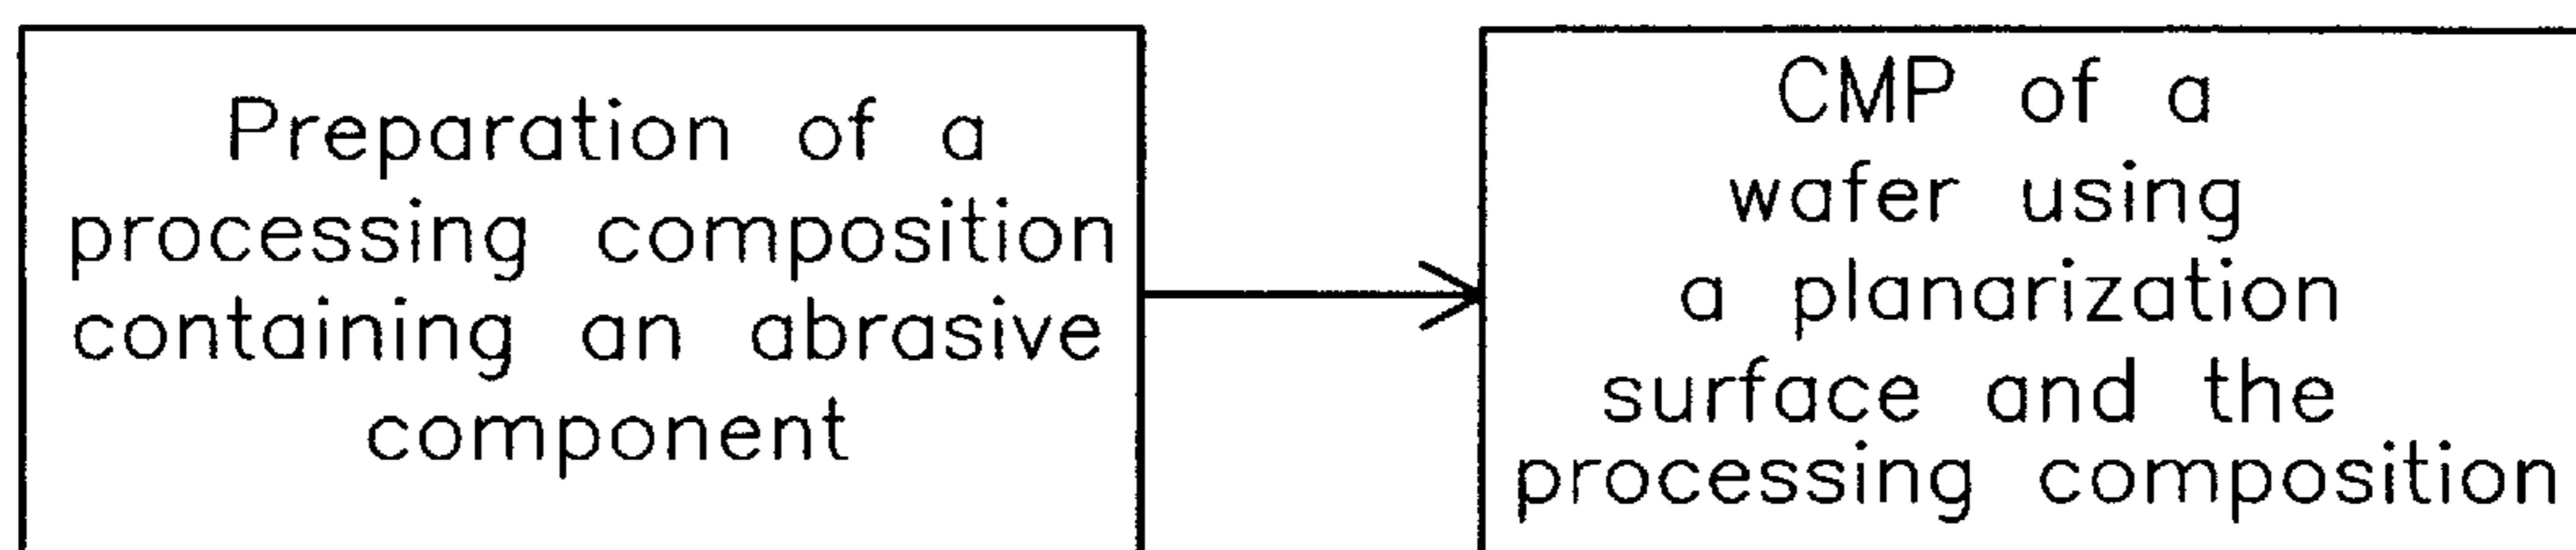 Preparation of a
processing composition
containing an abrasive
component
CMP of a
wafer using
a planarization
surface and the
processing composition